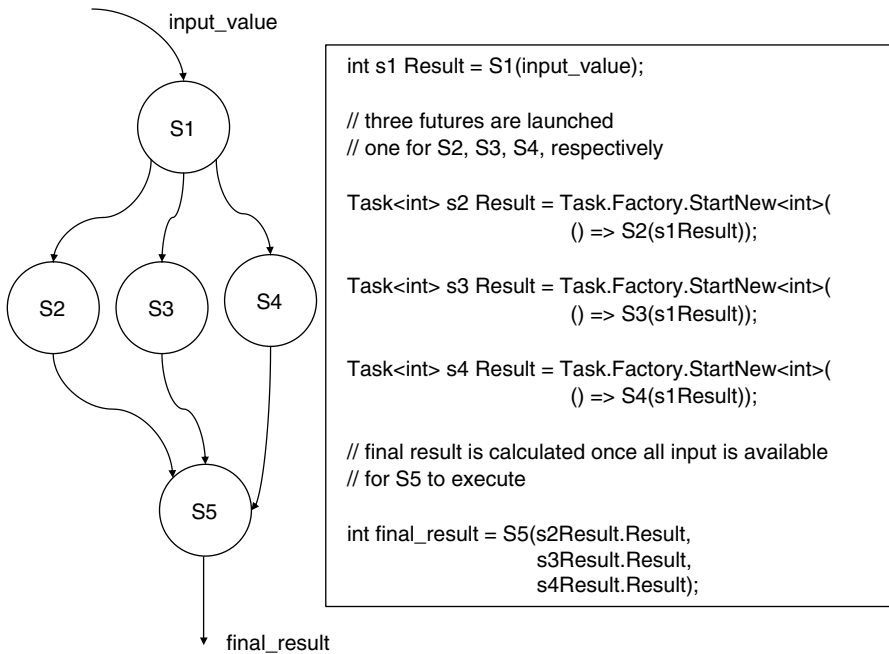 input_value
S1
S2
S3
S4
S5
final_result
int s1 Result = S1(input_value);
// three futures are launched
// one for S2, S3, S4, respectively
Task<int> s2 Result = Task.Factory.StartNew<int>(
() => S2(s1Result));
Task<int> s3 Result = Task.Factory.StartNew<int>(
() => S3(s1Result));
Task<int> s4 Result = Task.Factory.StartNew<int>(
() => S4(s1Result));
// final result is calculated once all input is available
// for S5 to execute
int final_result = S5(s2Result.Result,
s3Result.Result,
s4Result.Result);